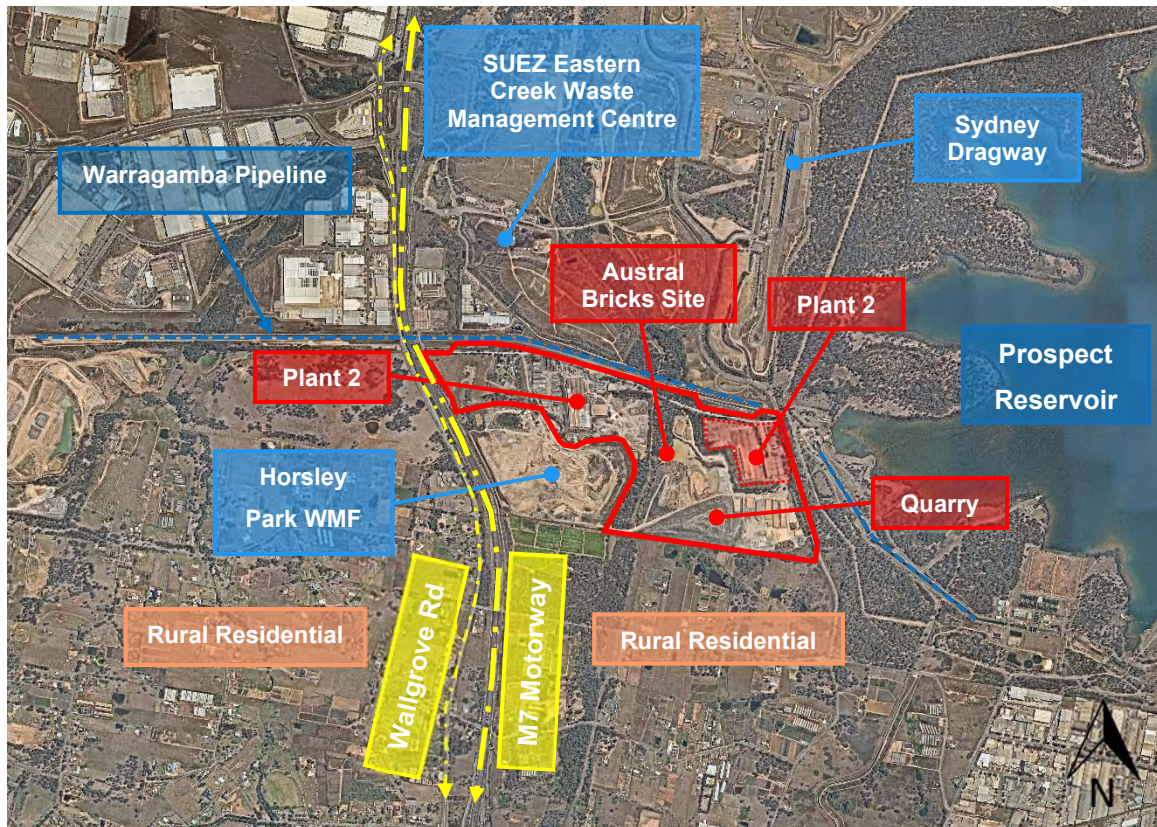 SUEZ Eastern
Creek Waste
Management Centre
Sydney
Dragway
Warragamba Pipeline
Austral
Bricks Site
Plant 2
Prospect
Reservoir
Plant 2
Horsley
Park WMF
Quarry
Wallgrove Rd
M7 Motorway
Rural Residential
Rural Residential
N